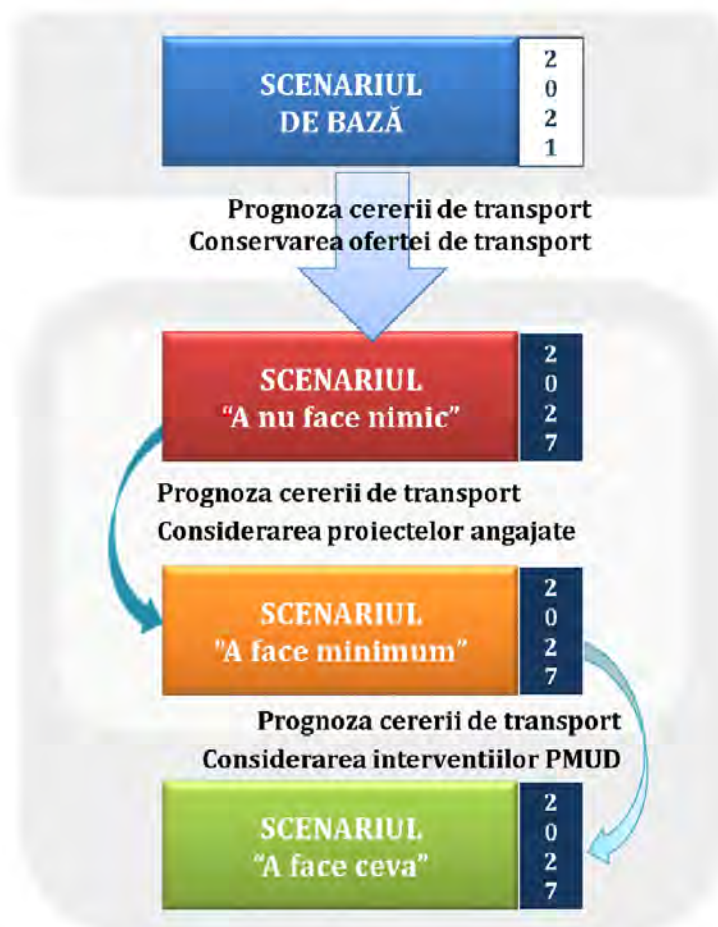 SCENARIUL
DE BAZĂ
2
0
2
1
Prognoza cererii de transport
Conservarea ofertei de transport
SCENARIUL
“A nu face nimic”
2
0
2
7
Prognoza cererii de transport
Considerarea proiectelor angajate
SCENARIUL
“A face minimum”
2
0
2
7
Prognoza cererii de transport
Considerarea interventiilor PMUD
SCENARIUL
“A face ceva”
2
0
2
7